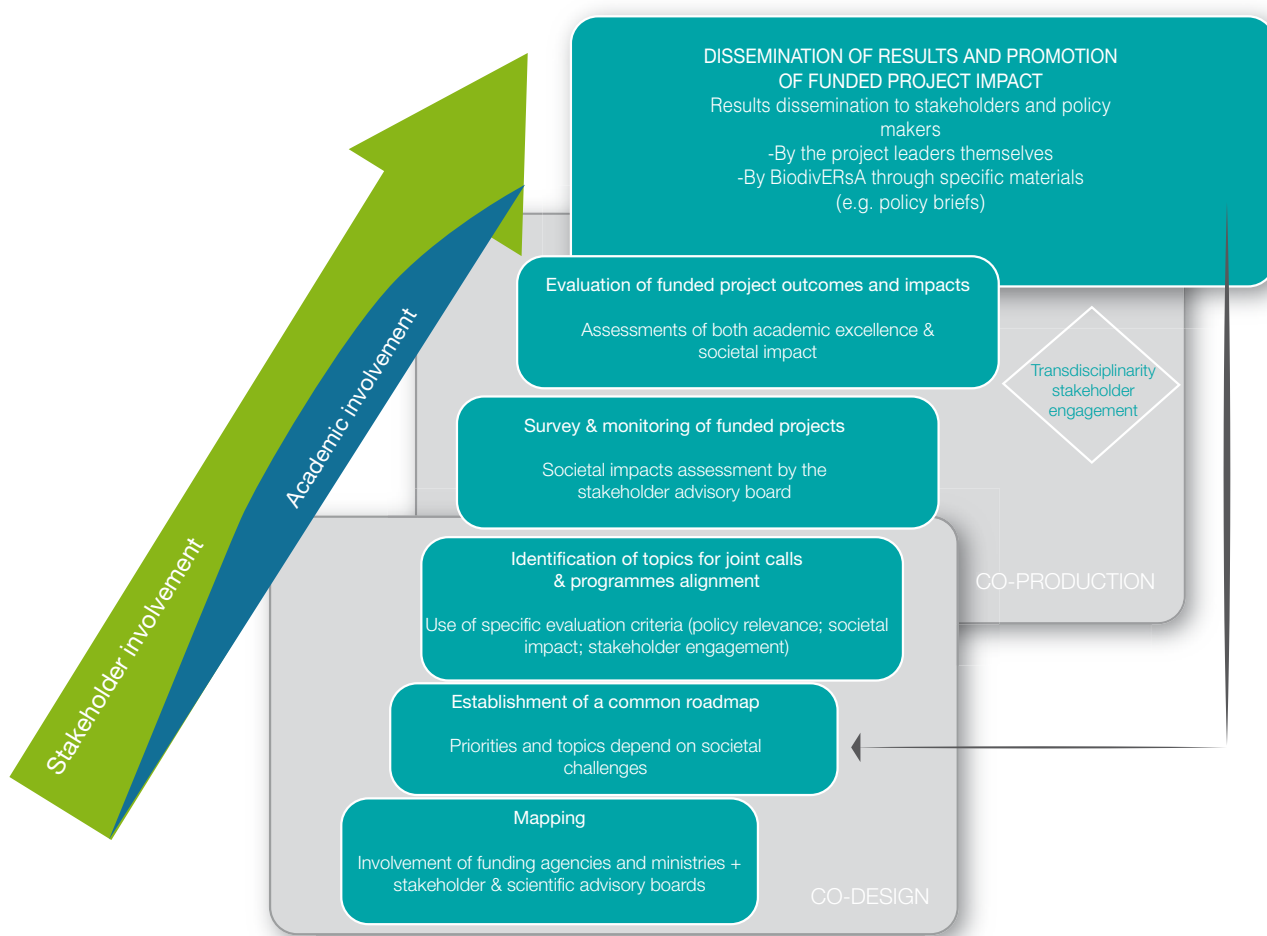 DISSEMINATION OF RESULTS AND PROMOTION
OF FUNDED PROJECT IMPACT
Results dissemination to stakeholders and policy
makers
-By the project leaders themselves
-By BiodivERsA through specific materials
(e.g. policy briefs)
Evaluation of funded project outcomes and impacts
Assessments of both academic excellence &
societal impact
Transdisciplinarity
stakeholder
engagement
Survey & monitoring of funded projects
Societal impacts assessment by the
stakeholder advisory board
Identification of topics for joint calls
& programmes alignment
Use of specific evaluation criteria (policy relevance; societal
impact; stakeholder engagement)
CO-PRODUCTION
Establishment of a common roadmap
Priorities and topics depend on societal
challenges
Mapping
Involvement of funding agencies and ministries +
stakeholder & scientific advisory boards
CO-DESIGN
Stakeholder involvement
Academic involvement